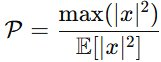 𝒫 = max(|x|²) / 𝔼[|x|²]